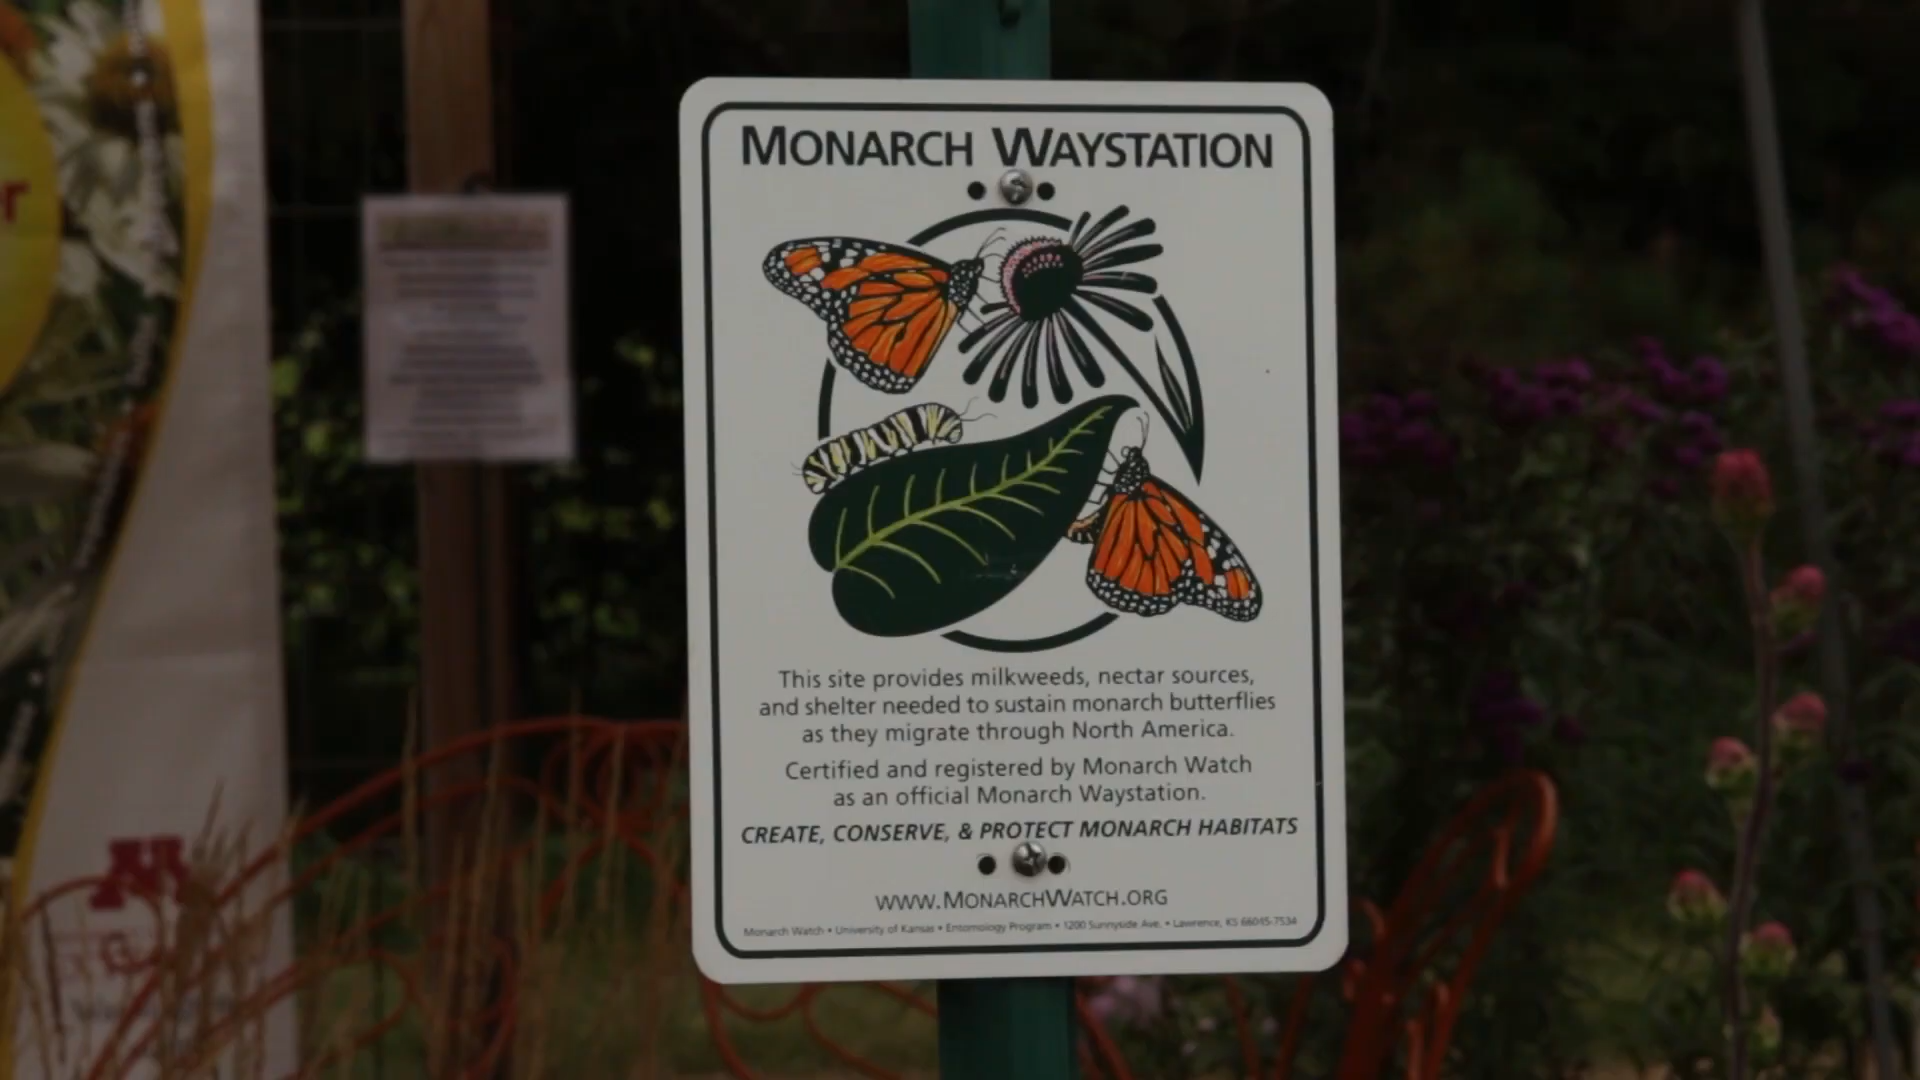 MONARCH WAYSTATION
This site provides milkweeds, nectar sources,
and shelter needed to sustain monarch butterflies
as they migrate through North America.
Certified and registered by Monarch Watch
as an official Monarch Waystation.
CREATE, CONSERVE, & PROTECT MONARCH HABITATS
WWW.MONARCHWATCH.ORG
Monarch Watch • University of Kansas • Entomology Program • 1200 Sunnyside Ave. • Lawrence, KS 66045-7534